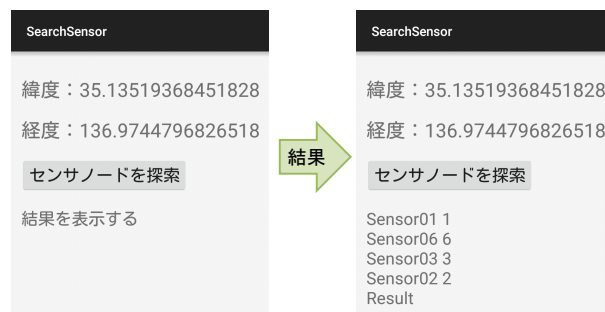 SearchSensor
緯度：35.13519368451828
経度：136.9744796826518
センサノードを探索
結果を表示する
結果
SearchSensor
緯度：35.13519368451828
経度：136.9744796826518
センサノードを探索
Sensor01 1
Sensor06 6
Sensor03 3
Sensor02 2
Result